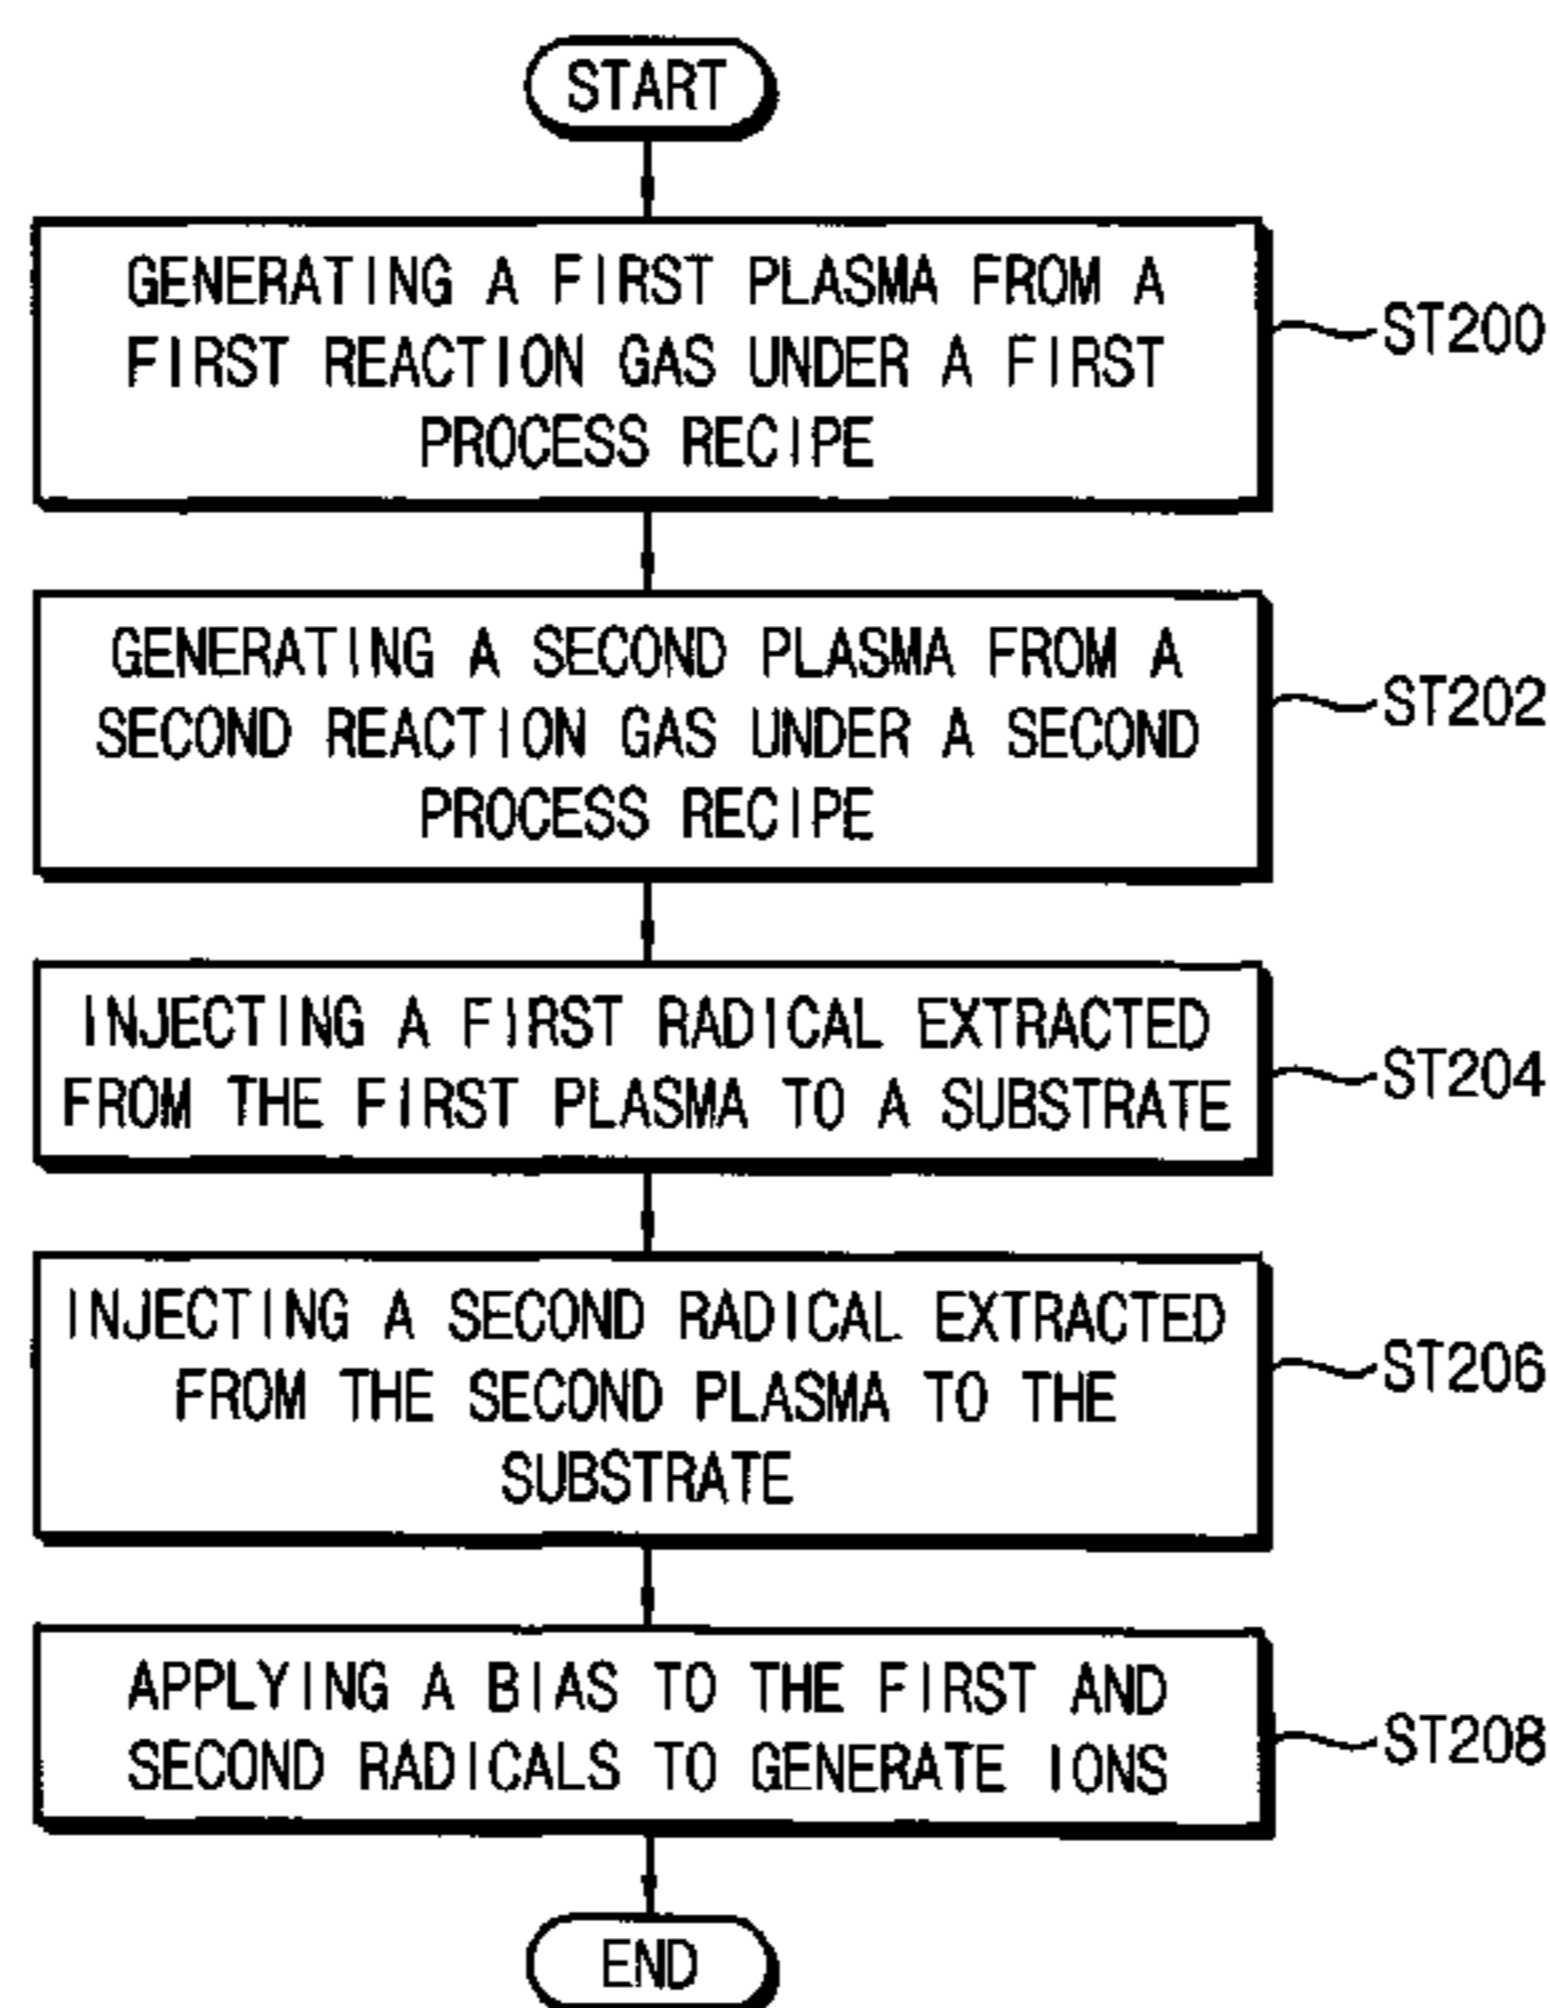 START
GENERATING A FIRST PLASMA FROM A
FIRST REACTION GAS UNDER A FIRST
PROCESS RECIPE
ST200
GENERATING A SECOND PLASMA FROM A
SECOND REACTION GAS UNDER A SECOND
PROCESS RECIPE
ST202
INJECTING A FIRST RADICAL EXTRACTED
FROM THE FIRST PLASMA TO A SUBSTRATE
ST204
INJECTING A SECOND RADICAL EXTRACTED
FROM THE SECOND PLASMA TO THE
SUBSTRATE
ST206
APPLYING A BIAS TO THE FIRST AND
SECOND RADICALS TO GENERATE IONS
ST208
END